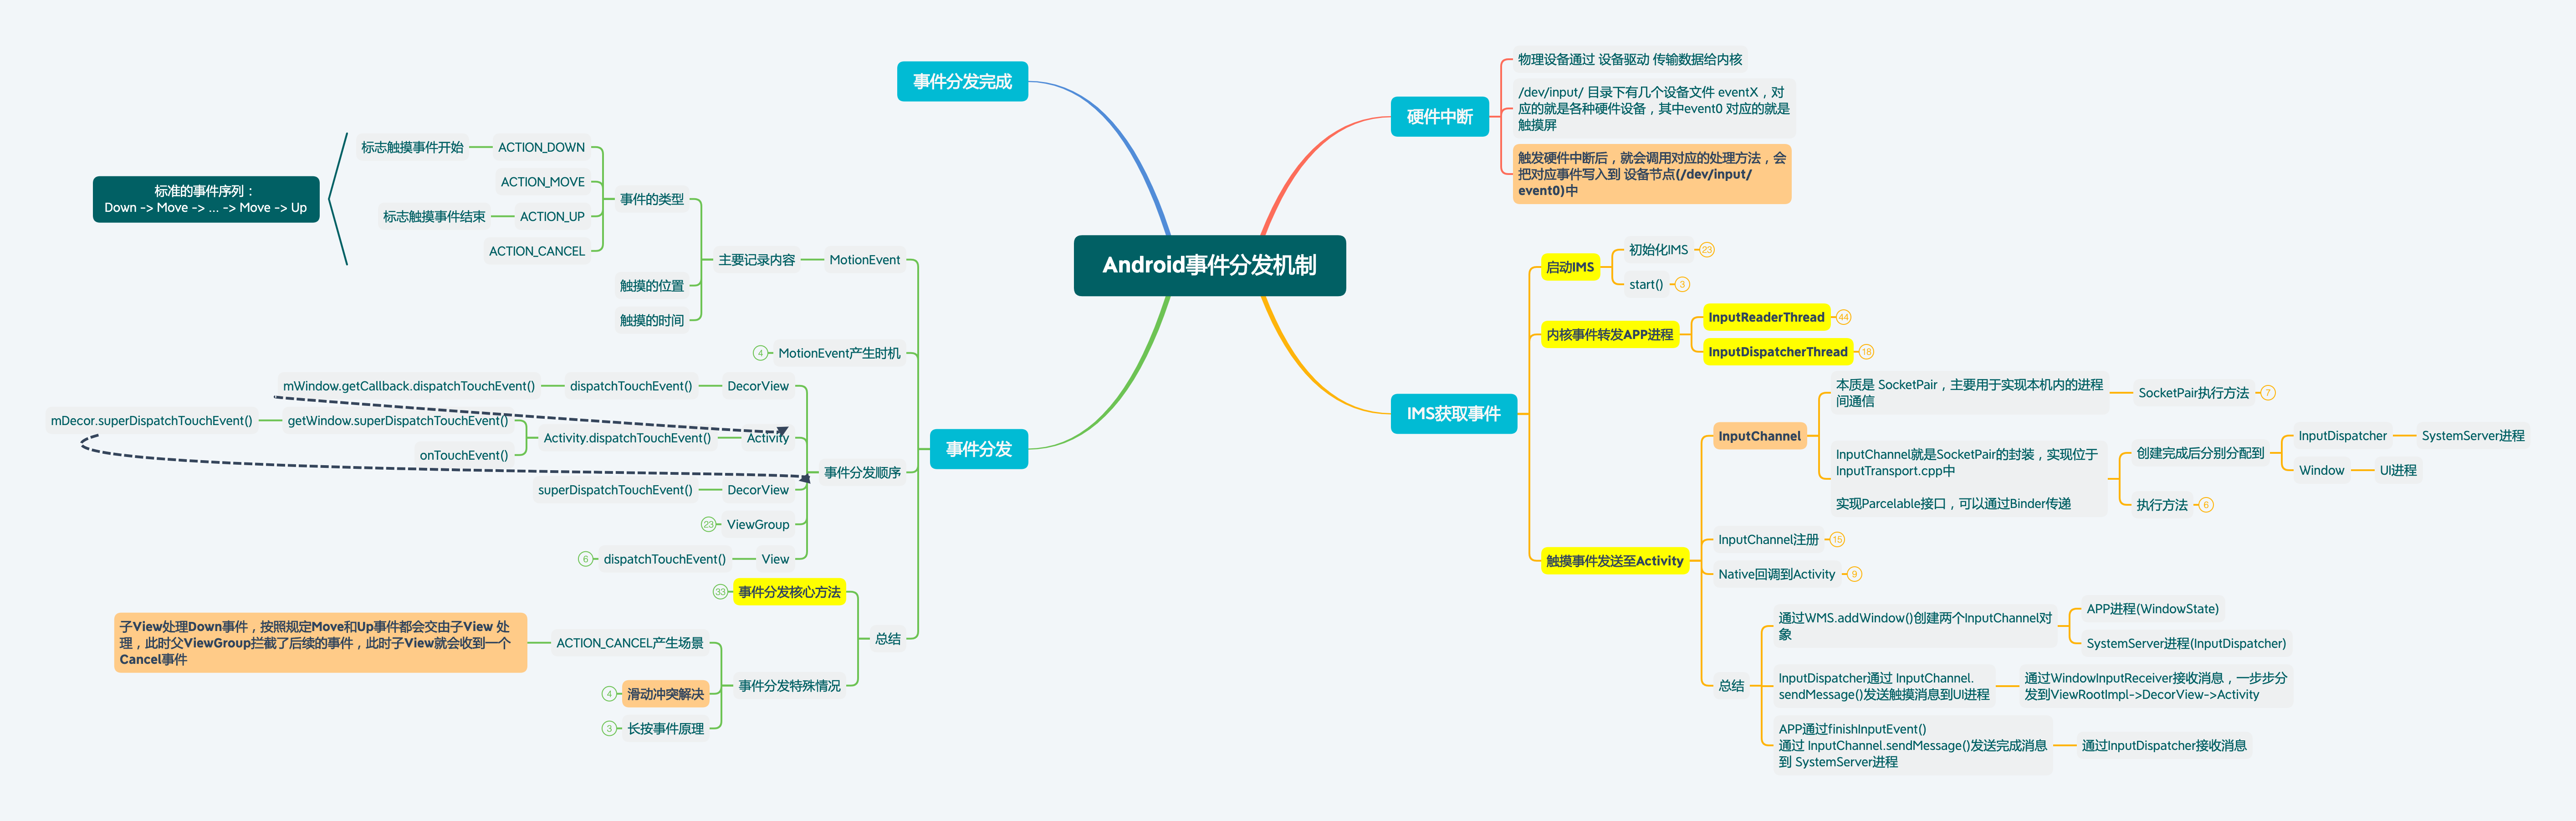 Android事件分发机制
硬件中断
物理设备通过 设备驱动 传输数据给内核
/dev/input/ 目录下有几个设备文件 eventX，对
应的就是各种硬件设备，其中event0 对应的就是
触摸屏
触发硬件中断后，就会调用对应的处理方法，会
把对应事件写入到 设备节点(/dev/input/
event0)中
IMS获取事件
启动IMS
初始化IMS
23
start()
3
内核事件转发APP进程
InputReaderThread
44
InputDispatcherThread
18
触摸事件发送至Activity
InputChannel
本质是 SocketPair，主要用于实现本机内的进程
间通信
SocketPair执行方法
7
InputChannel就是SocketPair的封装，实现位于
InputTransport.cpp中
实现Parcelable接口，可以通过Binder传递
创建完成后分别分配到
InputDispatcher
SystemServer进程
Window
UI进程
执行方法
6
InputChannel注册
15
Native回调到Activity
9
总结
通过WMS.addWindow()创建两个InputChannel对
象
APP进程(WindowState)
SystemServer进程(InputDispatcher)
InputDispatcher通过 InputChannel.
sendMessage()发送触摸消息到UI进程
通过WindowInputReceiver接收消息，一步步分
发到ViewRootImpl->DecorView->Activity
APP通过finishInputEvent()
通过 InputChannel.sendMessage()发送完成消息
到 SystemServer进程
通过InputDispatcher接收消息
事件分发
MotionEvent
主要记录内容
事件的类型
ACTION_DOWN
标志触摸事件开始
ACTION_MOVE
ACTION_UP
标志触摸事件结束
ACTION_CANCEL
标准的事件序列：
Down -> Move -> ... -> Move -> Up
触摸的位置
触摸的时间
MotionEvent产生时机
4
事件分发顺序
DecorView
dispatchTouchEvent()
mWindow.getCallback.dispatchTouchEvent()
Activity
Activity.dispatchTouchEvent()
getWindow.superDispatchTouchEvent()
mDecor.superDispatchTouchEvent()
onTouchEvent()
DecorView
superDispatchTouchEvent()
ViewGroup
23
View
dispatchTouchEvent()
6
总结
事件分发核心方法
33
事件分发特殊情况
ACTION_CANCEL产生场景
子View处理Down事件，按照规定Move和Up事件都会交由子View 处
理，此时父ViewGroup拦截了后续的事件，此时子View就会收到一个
Cancel事件
滑动冲突解决
4
长按事件原理
3
事件分发完成